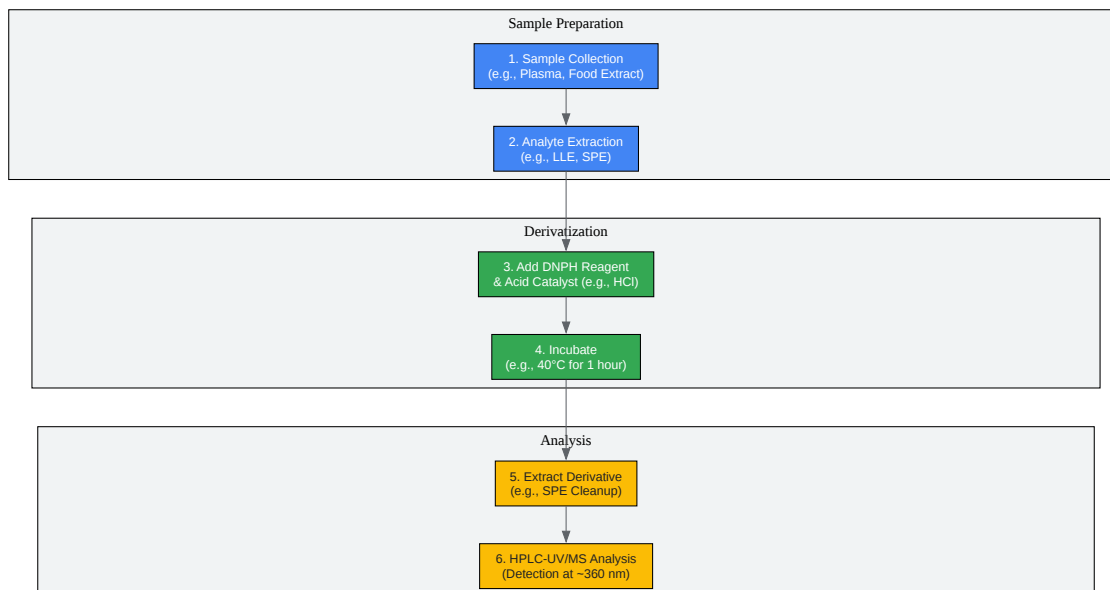 Sample Preparation
1. Sample Collection
(e.g., Plasma, Food Extract)
2. Analyte Extraction
(e.g., LLE, SPE)
Derivatization
3. Add DNPH Reagent
& Acid Catalyst (e.g., HCl)
4. Incubate
(e.g., 40°C for 1 hour)
Analysis
5. Extract Derivative
(e.g., SPE Cleanup)
6. HPLC-UV/MS Analysis
(Detection at ~360 nm)